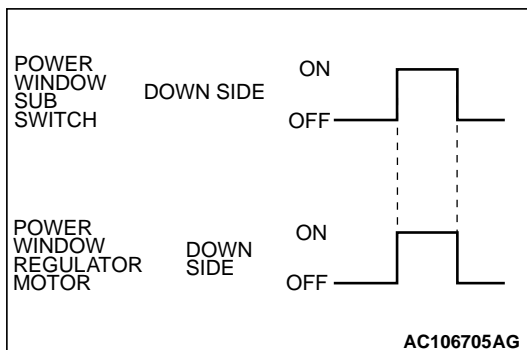 POWER
WINDOW
SUB
SWITCH
DOWN SIDE
ON
OFF
POWER
WINDOW
REGULATOR
MOTOR
DOWN
SIDE
ON
OFF
AC106705AG